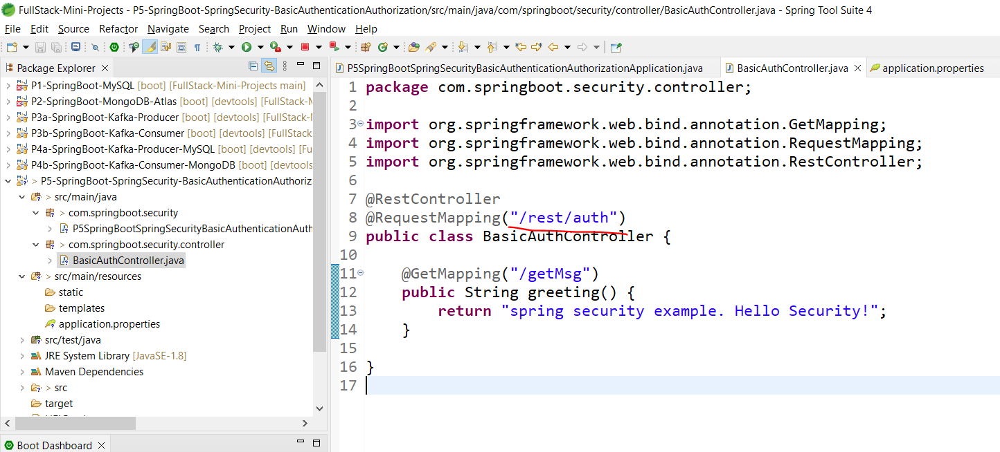 FullStack-Mini-Projects - P5-SpringBoot-SpringSecurity-BasicAuthenticationAuthorization/src/main/java/com/springboot/security/controller/BasicAuthController.java - Spring Tool Suite 4
File Edit Source Refactor Navigate Search Project Run Window Help
Package Explorer
P1-SpringBoot-MySQL [boot] [FullStack-Mini-Projects main]
P2-SpringBoot-MongoDB-Atlas [boot] [devtools] [FullStack-M
P3a-SpringBoot-Kafka-Producer [boot] [devtools] [FullStack-
P3b-SpringBoot-Kafka-Consumer [boot] [devtools] [FullStack
P4a-SpringBoot-Kafka-Producer-MySQL [boot] [devtools] [Fu
P4b-SpringBoot-Kafka-Consumer-MongoDB [boot] [devtools
> P5-SpringBoot-SpringSecurity-BasicAuthenticationAuthoriz
> src/main/java
> com.springboot.security
P5SpringBootSpringSecurityBasicAuthenticationAuth
> com.springboot.security.controller
BasicAuthController.java
> src/main/resources
static
templates
application.properties
src/test/java
JRE System Library [JavaSE-1.8]
Maven Dependencies
> src
target
Boot Dashboard
P5SpringBootSpringSecurityBasicAuthenticationAuthorizationApplication.java BasicAuthController.java application.properties
1 package com.springboot.security.controller;
2
3 import org.springframework.web.bind.annotation.GetMapping;
4 import org.springframework.web.bind.annotation.RequestMapping;
5 import org.springframework.web.bind.annotation.RestController;
6
7 @RestController
8 @RequestMapping("/rest/auth")
9 public class BasicAuthController {
10
11 @GetMapping("/getMsg")
12 public String greeting() {
13 return "spring security example. Hello Security!";
14 }
15
16 }
17